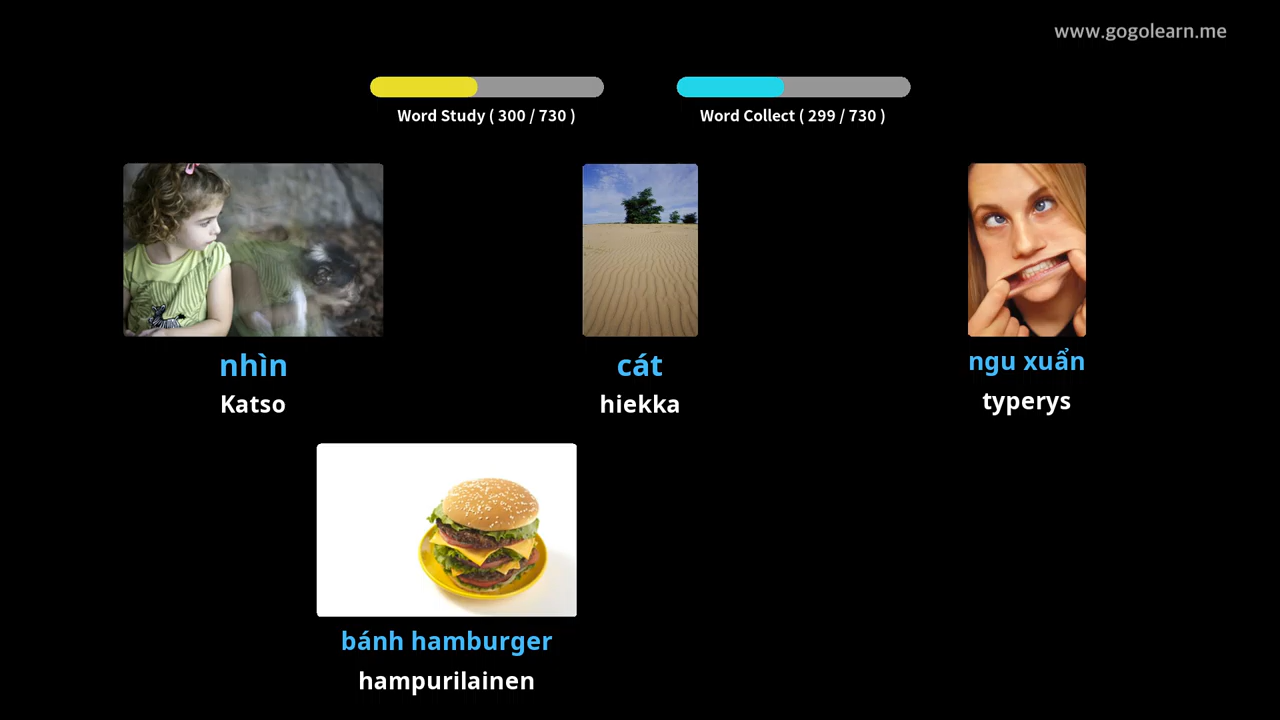 www.gogolearn.me
Word Study ( 300 / 730 )
Word Collect ( 299 / 730 )
nhìn
Katso
cát
hiekka
ngu xuẩn
typerys
bánh hamburger
hampurilainen